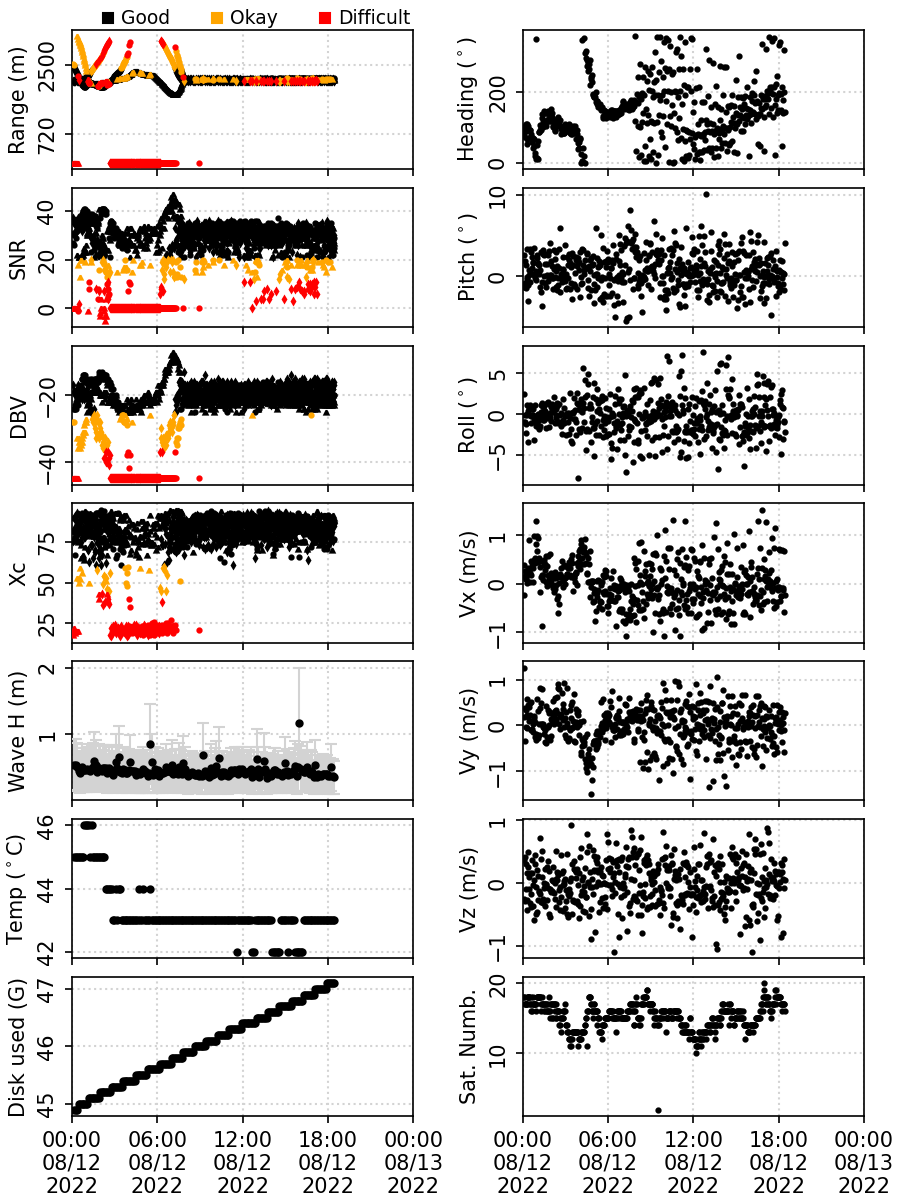 Good Okay Difficult
Range (m)
2500
720
Heading (°)
200
0
SNR
40
20
0
Pitch (°)
10
0
DBV
−20
−40
Roll (°)
5
0
−5
Xc
75
50
25
Vx (m/s)
1
0
−1
Wave H (m)
2
1
Vy (m/s)
1
0
−1
Temp (°C)
46
44
42
Vz (m/s)
1
0
−1
Disk used (G)
47
46
45
Sat. Numb.
20
10
00:00 06:00 12:00 18:00 00:00
08/12 08/12 08/12 08/12 08/13
2022 2022 2022 2022 2022
00:00 06:00 12:00 18:00 00:00
08/12 08/12 08/12 08/12 08/13
2022 2022 2022 2022 2022